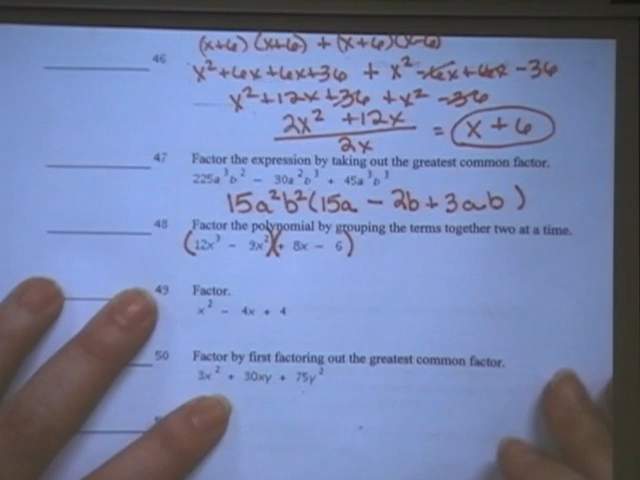 (x+6) (x+6) + (x+6)(x-6)
46
x²+6x+6x+36 + x²-6x+6x-36
x²+12x+36 + x² -36
2x² +12x
2x
= x+6
47 Factor the expression by taking out the greatest common factor.
225a³b² - 30a²b³ + 45a³b³
15a²b²(15a - 2b + 3ab)
48 Factor the polynomial by grouping the terms together two at a time.
(12x³ - 9x²)(+ 8x - 6)
49 Factor.
x² - 4x + 4
50 Factor by first factoring out the greatest common factor.
3x² + 30xy + 75y²